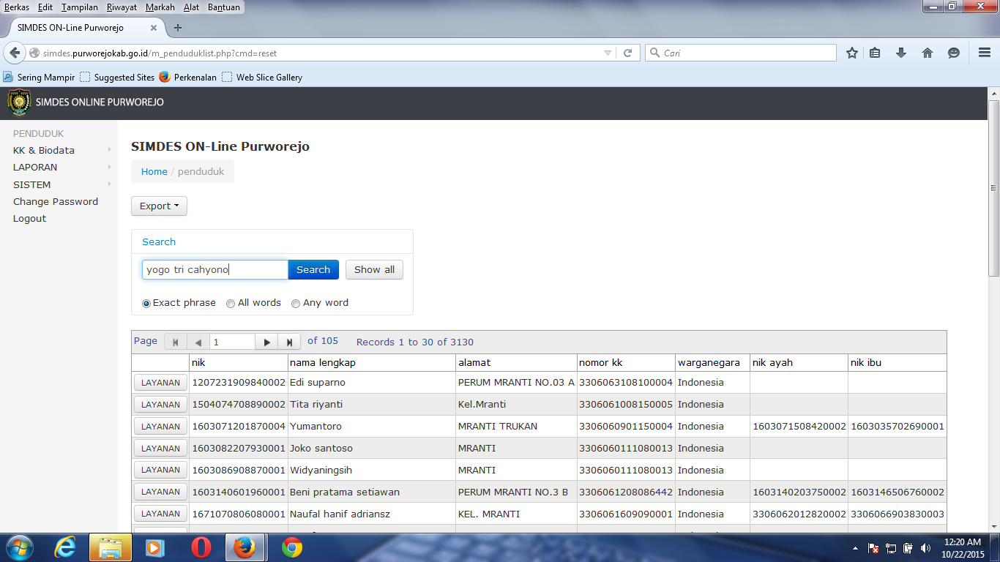 Berkas Edit Tampilan Riwayat Markah Alat Bantuan
SIMDES ON-Line Purworejo
simdes.purworejokab.go.id/m_penduduklist.php?cmd=reset
Cari
Sering Mampir Suggested Sites Perkenalan Web Slice Gallery
SIMDES ONLINE PURWOREJO
PENDUDUK
KK & Biodata
LAPORAN
SISTEM
Change Password
Logout
SIMDES ON-Line Purworejo
Home / penduduk
Export
Search
yogo tri cahyono Search Show all
Exact phrase All words Any word
Page 1 of 105 Records 1 to 30 of 3130
nik nama lengkap alamat nomor kk warganegara nik ayah nik ibu
LAYANAN 1207231909840002 Edi suparno PERUM MRANTI NO.03 A 3306063108100004 Indonesia
LAYANAN 1504074708890002 Tita riyanti Kel.Mranti 3306061008150005 Indonesia
LAYANAN 1603071201870004 Yumantoro MRANTI TRUKAN 3306060901150004 Indonesia 1603071508420002 1603035702690001
LAYANAN 1603082207930001 Joko santoso MRANTI 3306060111080013 Indonesia
LAYANAN 1603086908870001 Widyaningsih MRANTI 3306060111080013 Indonesia
LAYANAN 1603140601960001 Beni pratama setiawan PERUM MRANTI NO.3 B 3306061208086442 Indonesia 1603140203750002 1603146506760002
LAYANAN 1671070806080001 Naufal hanif adriansz KEL. MRANTI 3306061609090001 Indonesia 3306062012820002 3306066903830003
12:20 AM
10/22/2015